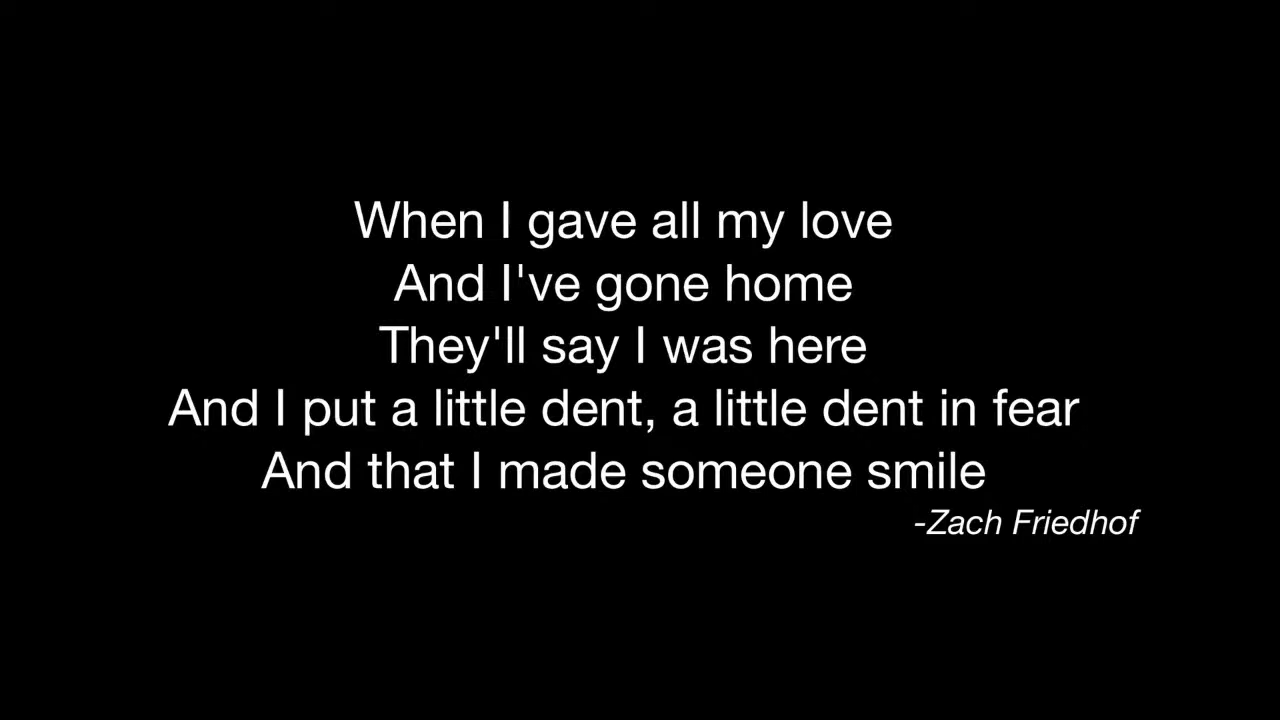 When I gave all my love
And I've gone home
They'll say I was here
And I put a little dent, a little dent in fear
And that I made someone smile
-Zach Friedhof